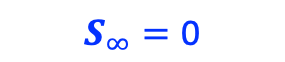 S∞ = 0